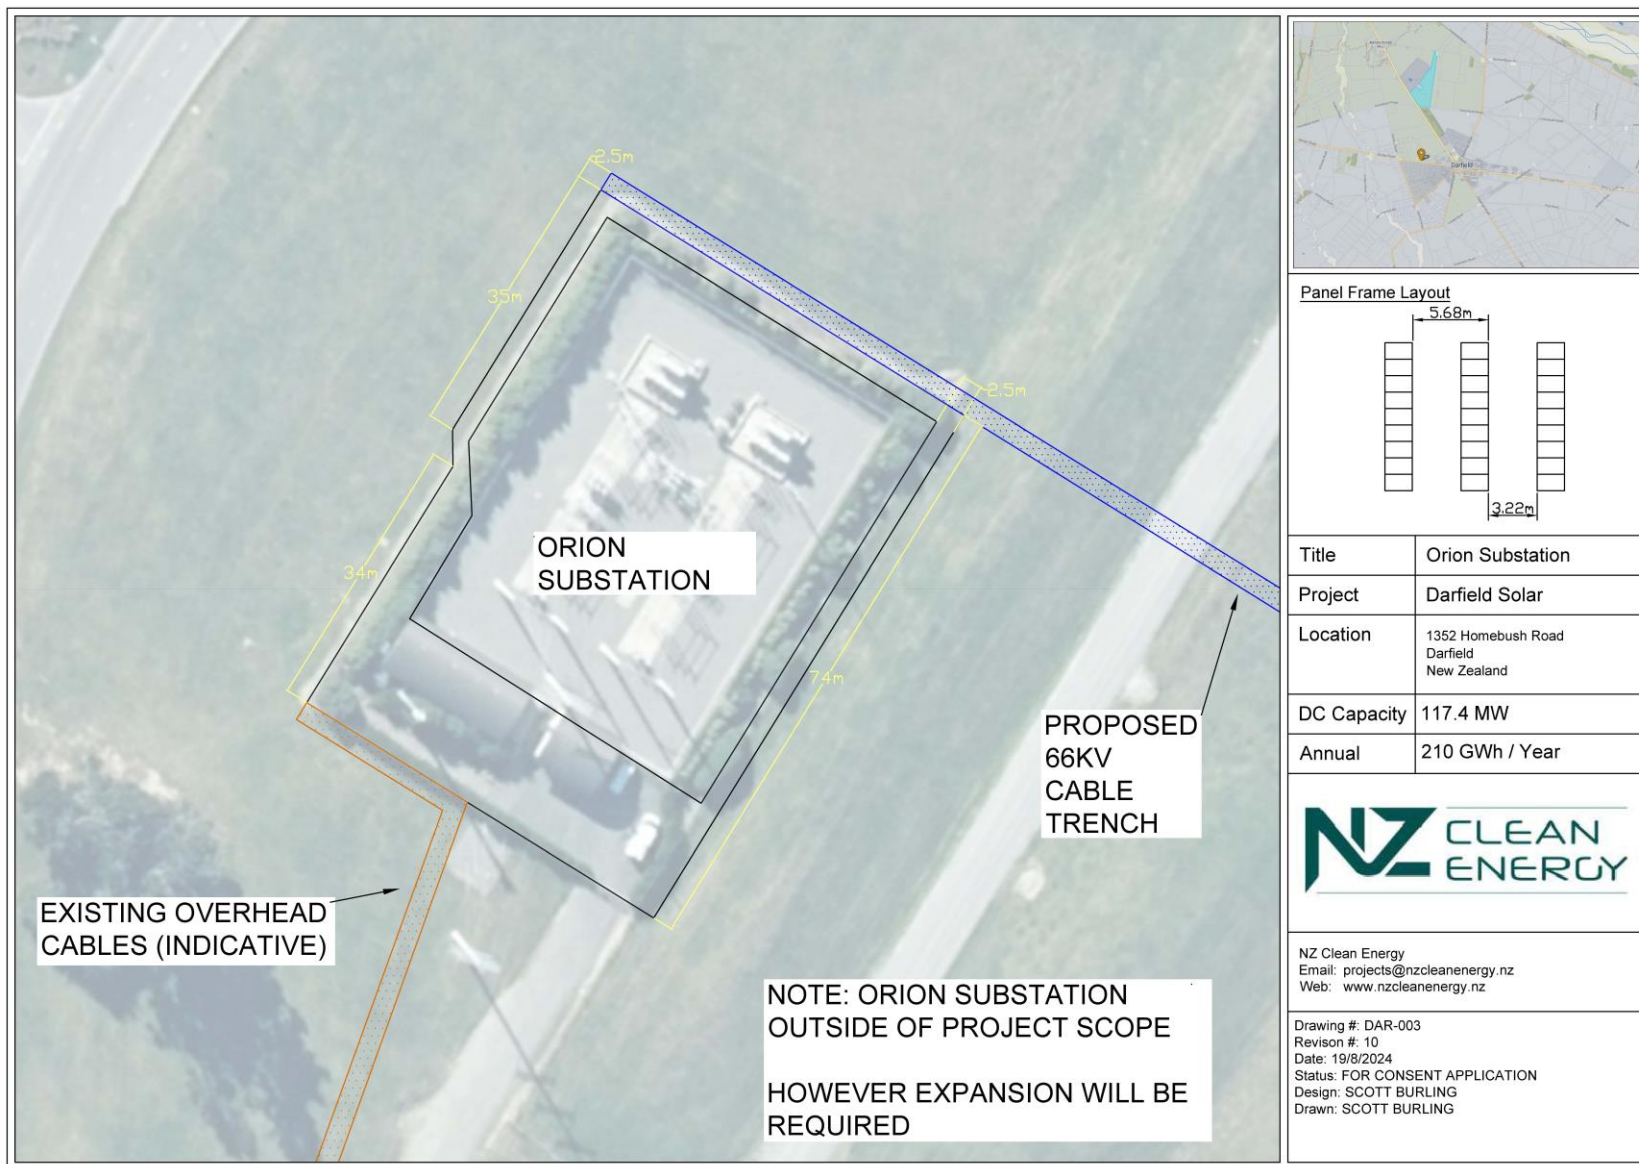 2.5m
35m
2.5m
34m
74m
ORION
SUBSTATION
PROPOSED
66KV
CABLE
TRENCH
EXISTING OVERHEAD
CABLES (INDICATIVE)
NOTE: ORION SUBSTATION
OUTSIDE OF PROJECT SCOPE
HOWEVER EXPANSION WILL BE
REQUIRED
Darfield
Panel Frame Layout
5.68m
3.22m
Title Orion Substation
Project Darfield Solar
Location 1352 Homebush Road
Darfield
New Zealand
DC Capacity 117.4 MW
Annual 210 GWh / Year
NZ CLEAN
ENERGY
NZ Clean Energy
Email: projects@nzcleanenergy.nz
Web: www.nzcleanenergy.nz
Drawing #: DAR-003
Revison #: 10
Date: 19/8/2024
Status: FOR CONSENT APPLICATION
Design: SCOTT BURLING
Drawn: SCOTT BURLING